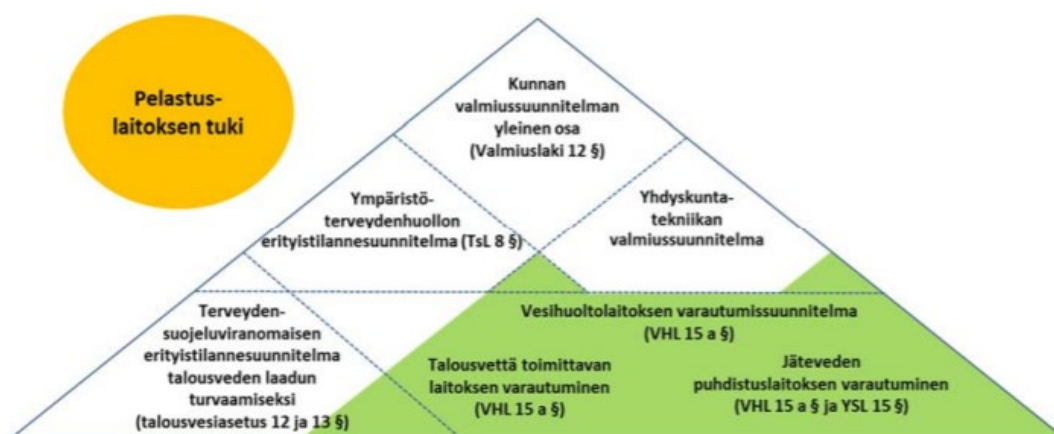 Pelastus-
laitoksen tuki
Kunnan
valmiussuunnitelman
yleinen osa
(Valmiuslaki 12 §)
Ympäristö-
terveydenhuollon
erityistilannesuunnitelma (TsL 8 §)
Yhdyskunta-
tekniikan
valmiussuunnitelma
Terveyden-
suojeluviranomaisen
erityistilannesuunnitelma
talousveden laadun
turvaamiseksi
(talousvesiasetus 12 ja 13 §)
Vesihuoltolaitoksen varautumissuunnitelma
(VHL 15 a §)
Talousvettä toimittavan
laitoksen varautuminen
(VHL 15 a §)
Jäteveden
puhdistuslaitoksen varautuminen
(VHL 15 a § ja YSL 15 §)